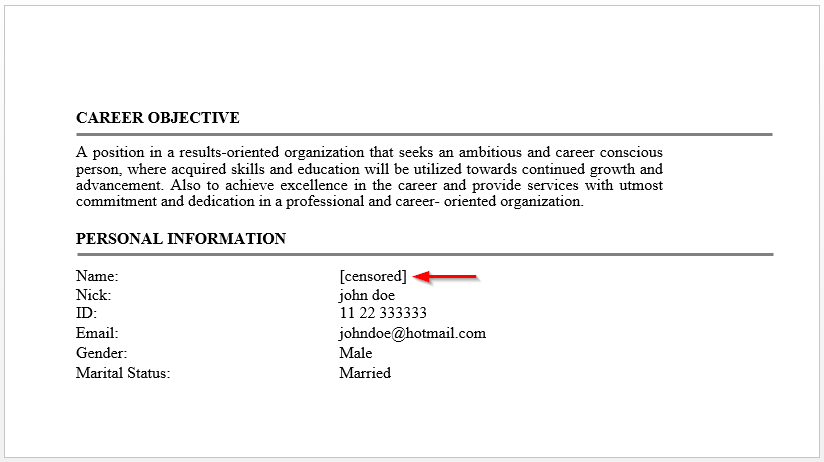 CAREER OBJECTIVE
A position in a results-oriented organization that seeks an ambitious and career conscious
person, where acquired skills and education will be utilized towards continued growth and
advancement. Also to achieve excellence in the career and provide services with utmost
commitment and dedication in a professional and career- oriented organization.
PERSONAL INFORMATION
Name: [censored]
Nick: john doe
ID: 11 22 333333
Email: johndoe@hotmail.com
Gender: Male
Marital Status: Married